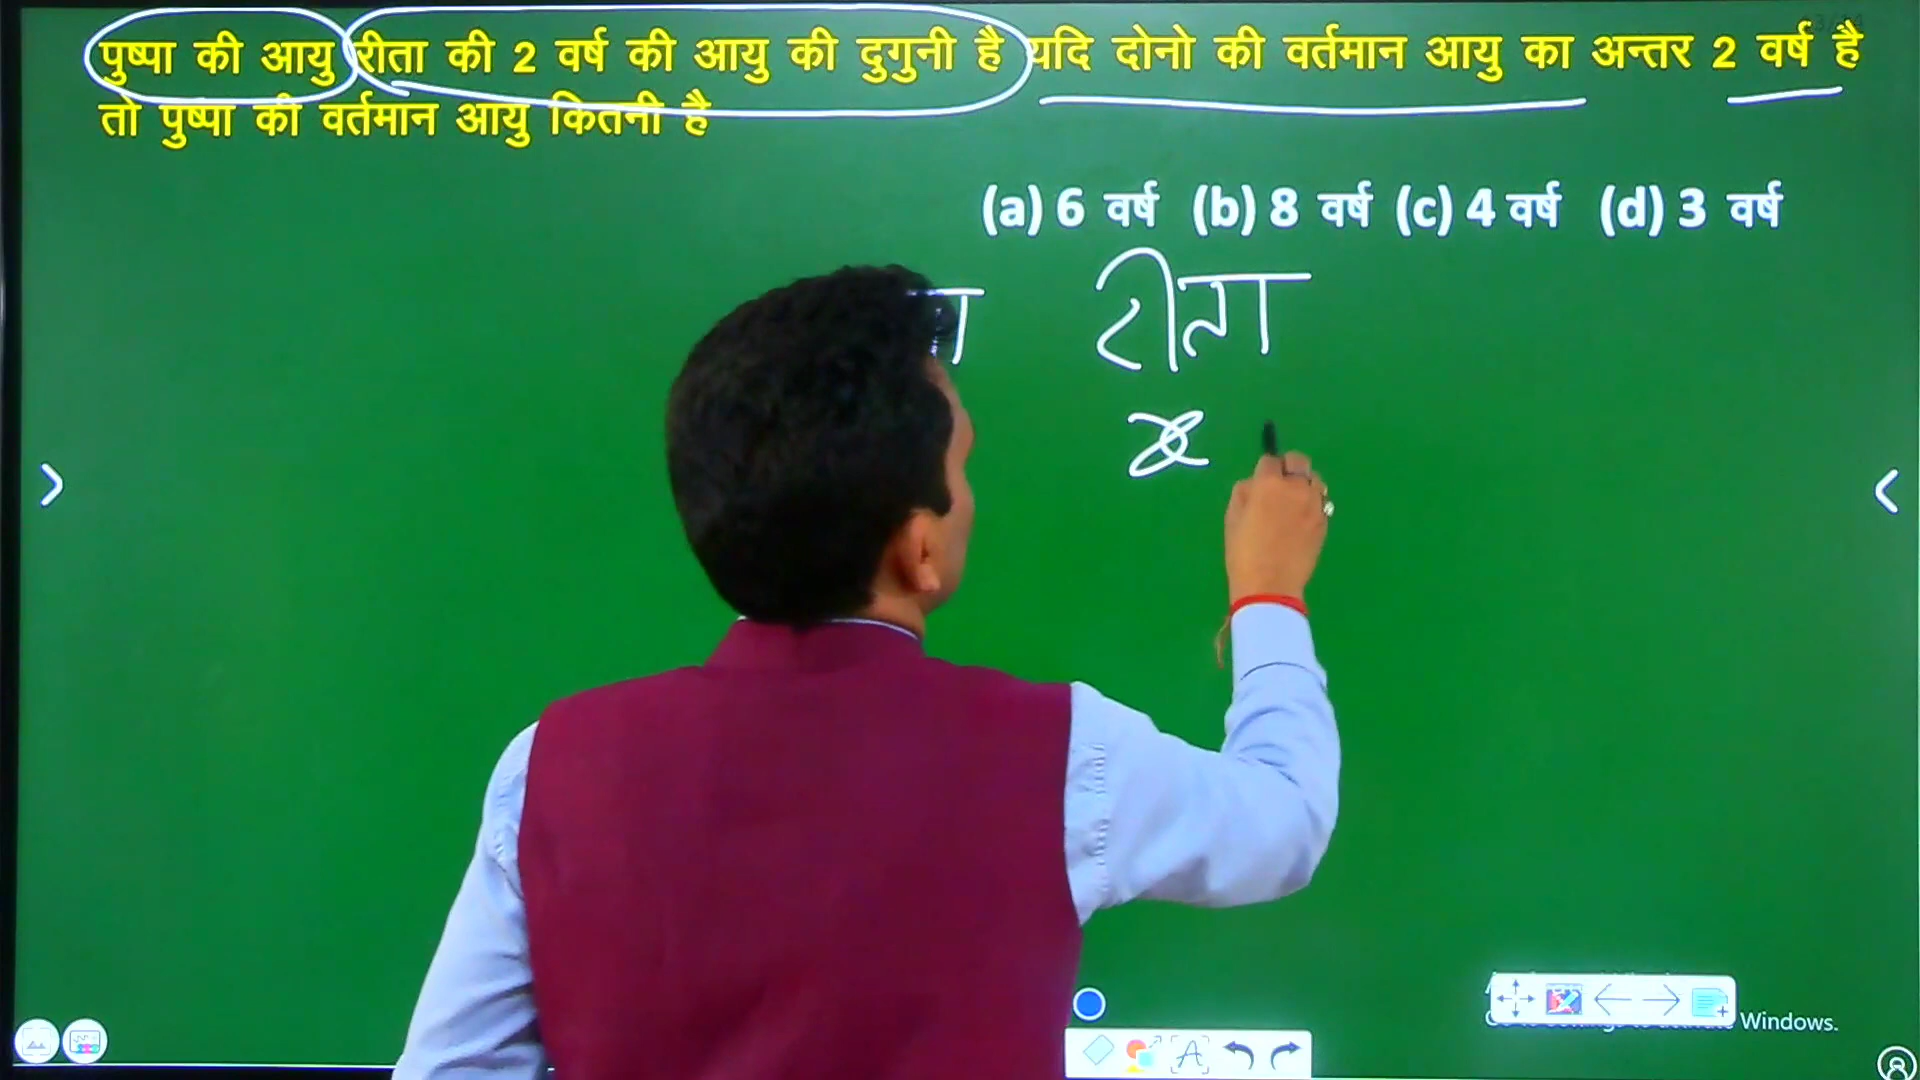 पुष्पा की आयु रीता की 2 वर्ष की आयु की दुगुनी है यदि दोनो की वर्तमान आयु का अन्तर 2 वर्ष है
तो पुष्पा की वर्तमान आयु कितनी है
(a) 6 वर्ष (b) 8 वर्ष (c) 4 वर्ष (d) 3 वर्ष
रीता
x
Windows.